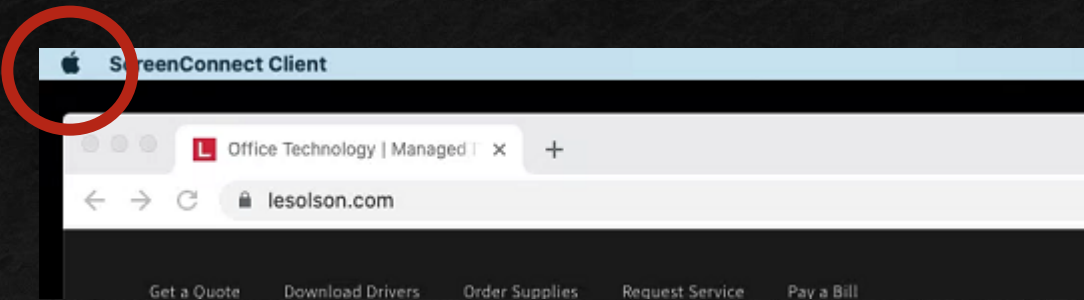 ScreenConnect Client
L Office Technology | Managed
lesolson.com
Get a Quote Download Drivers Order Supplies Request Service Pay a Bill